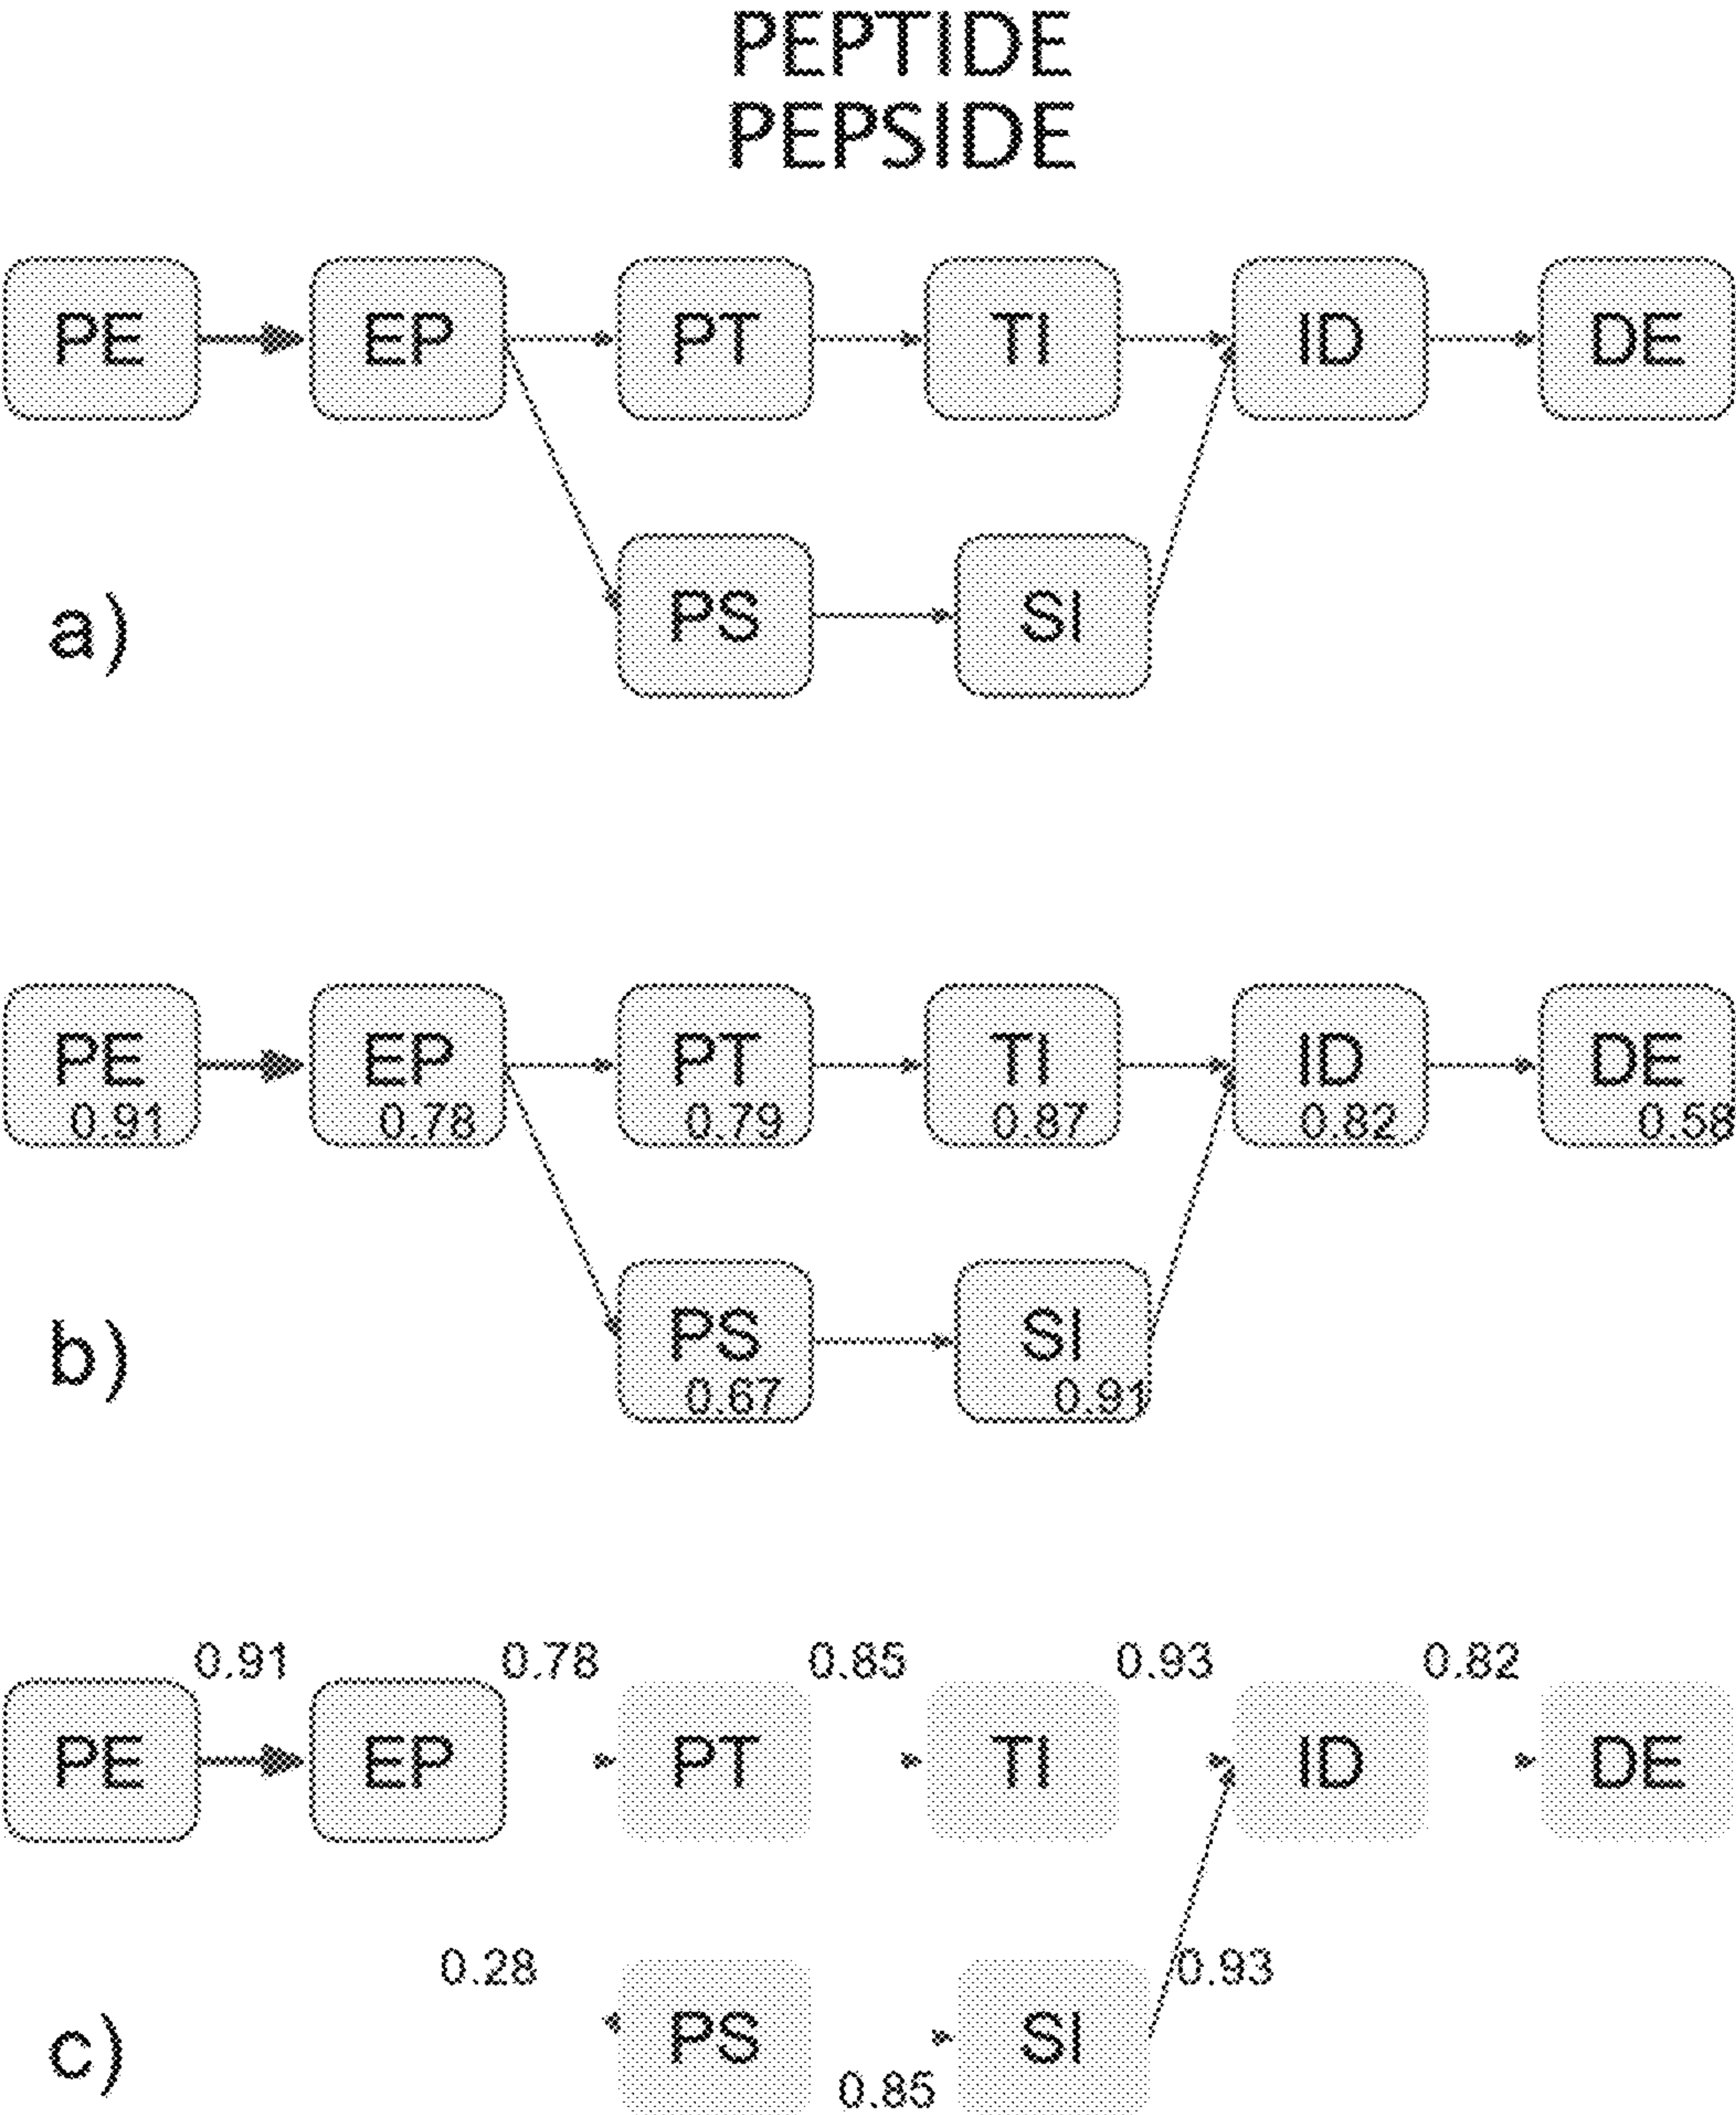 PEPTIDE
PEPSIDE
PE EP PT TI ID DE
PS SI
a)
PE EP PT TI ID DE
0.91 0.78 0.79 0.87 0.82 0.58
PS SI
b)
0.67 0.91
0.91 0.78 0.85 0.93 0.82
PE EP PT TI ID DE
0.28 0.93
PS SI
c)
0.85